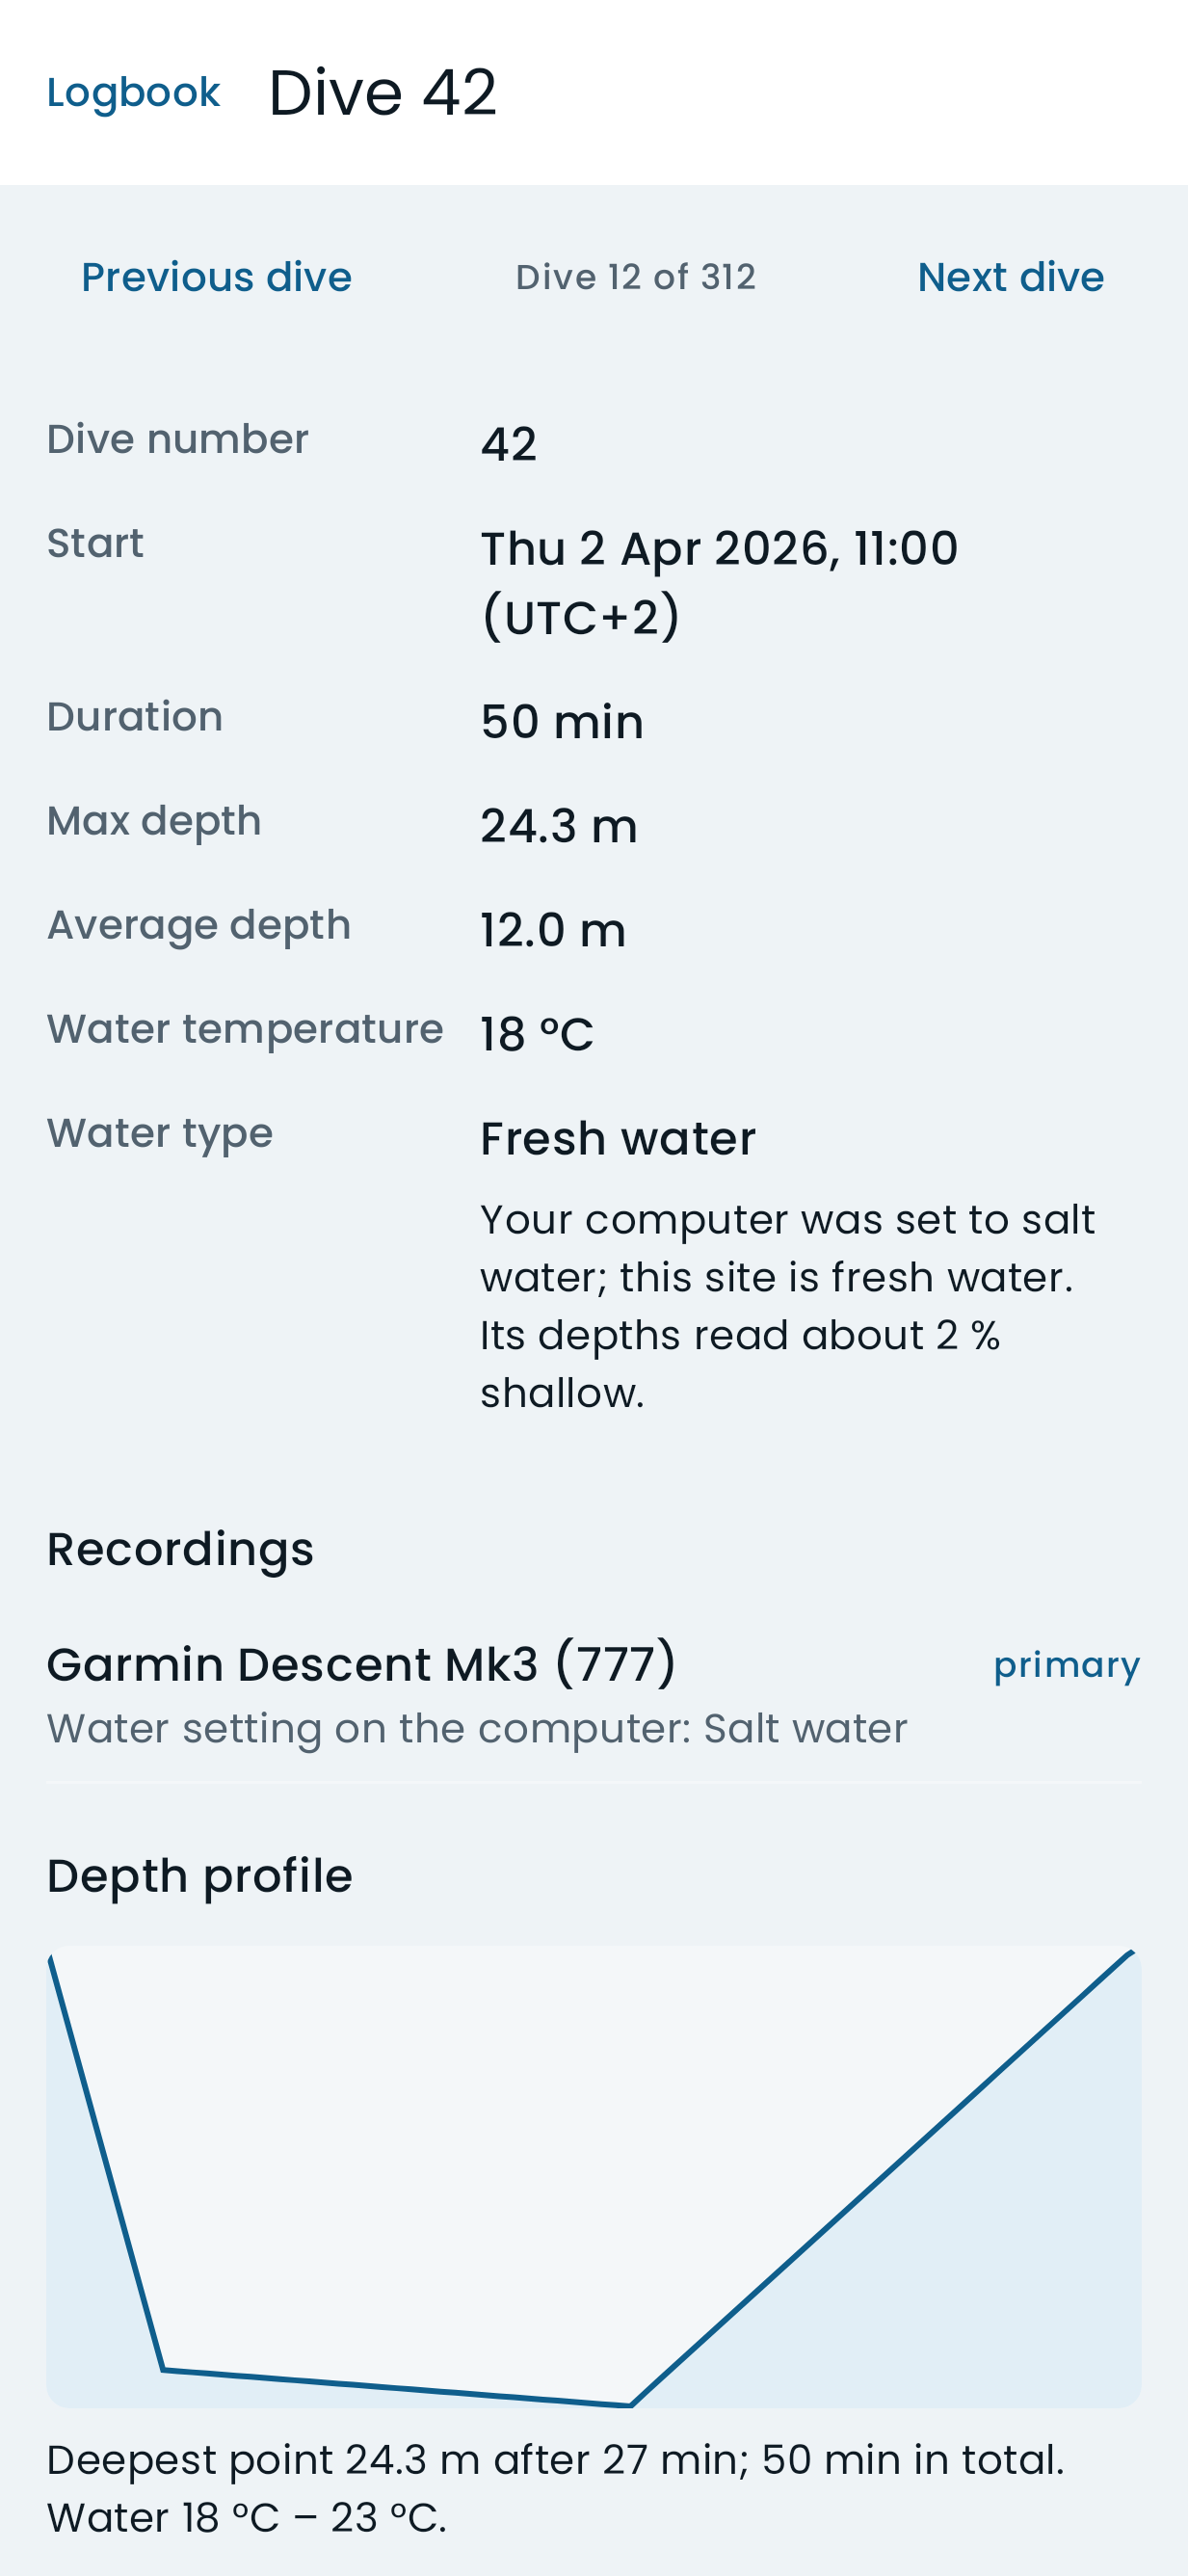 Logbook Dive 42
Previous dive Dive 12 of 312 Next dive
Dive number 42
Start Thu 2 Apr 2026, 11:00
(UTC+2)
Duration 50 min
Max depth 24.3 m
Average depth 12.0 m
Water temperature 18 °C
Water type Fresh water
Your computer was set to salt
water; this site is fresh water.
Its depths read about 2 %
shallow.
Recordings
Garmin Descent Mk3 (777) primary
Water setting on the computer: Salt water
Depth profile
Deepest point 24.3 m after 27 min; 50 min in total.
Water 18 °C – 23 °C.